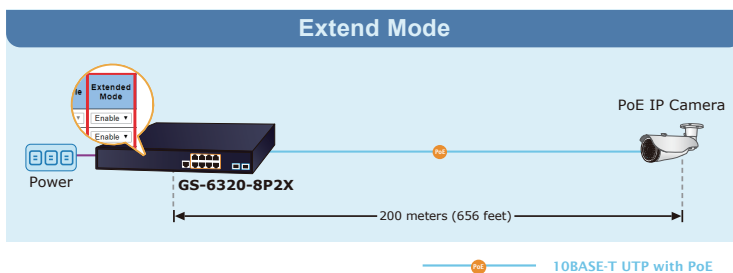 Extend Mode
Extended
Mode
Enable
Enable
PoE IP Camera
PoE
Power
GS-6320-8P2X
200 meters (656 feet)
PoE
10BASE-T UTP with PoE